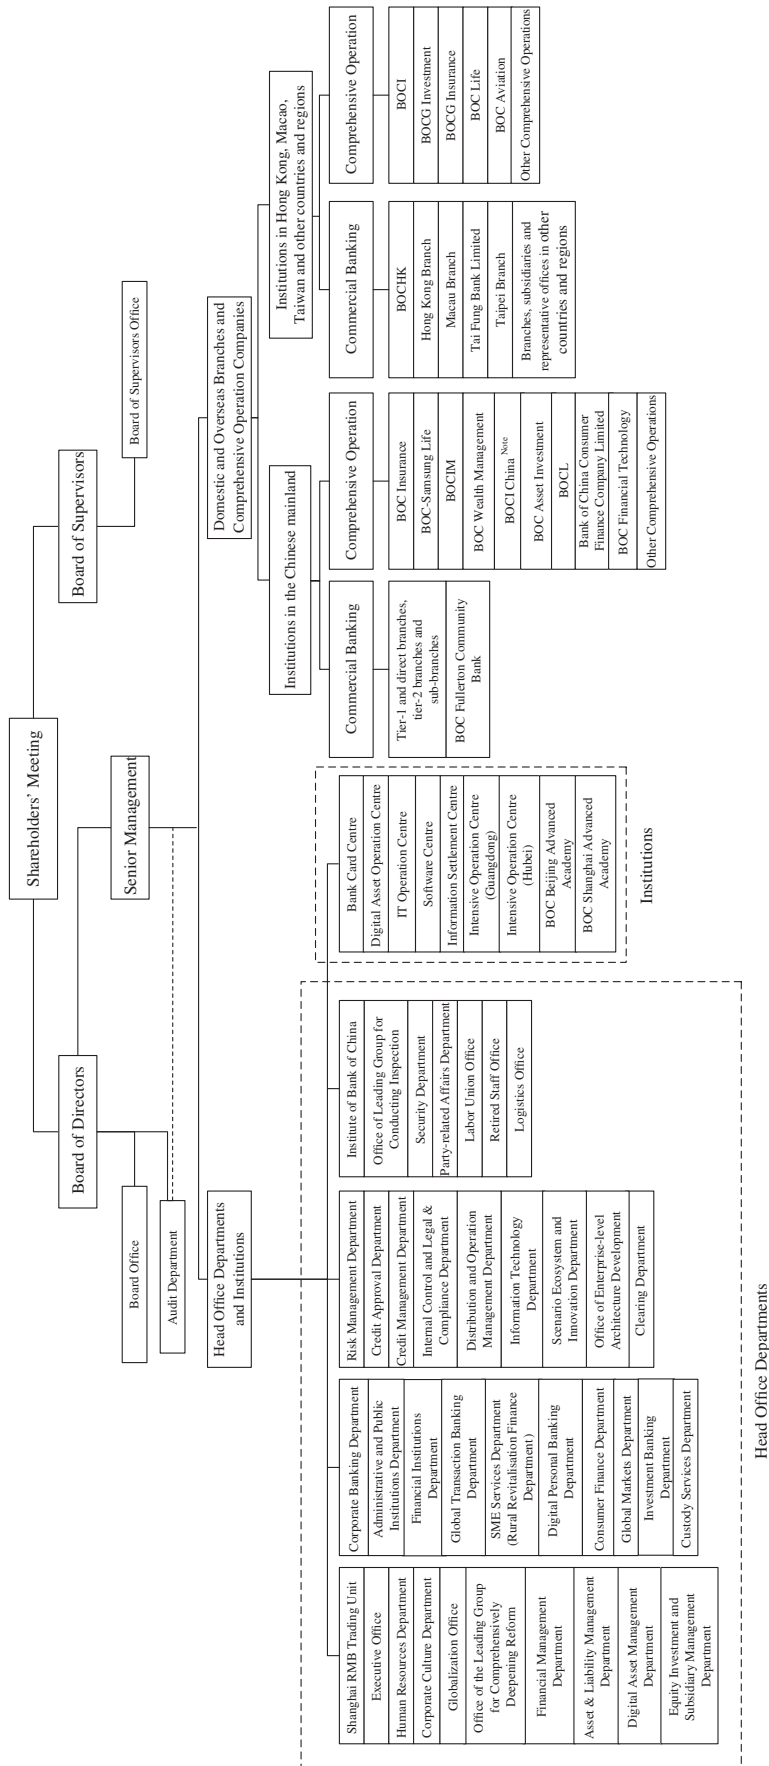 Shareholders’ Meeting
Board of Directors
Board of Supervisors
Board Office
Audit Department
Senior Management
Board of Supervisors Office
Head Office Departments
and Institutions
Domestic and Overseas Branches and
Comprehensive Operation Companies
Institutions in the Chinese mainland
Institutions in Hong Kong, Macao,
Taiwan and other countries and regions
Shanghai RMB Trading Unit
Executive Office
Human Resources Department
Corporate Culture Department
Globalization Office
Office of the Leading Group
for Comprehensively
Deepening Reform
Financial Management
Department
Asset & Liability Management
Department
Digital Asset Management
Department
Equity Investment and
Subsidiary Management
Department
Corporate Banking Department
Administrative and Public
Institutions Department
Financial Institutions
Department
Global Transaction Banking
Department
SME Services Department
(Rural Revitalisation Finance
Department)
Digital Personal Banking
Department
Consumer Finance Department
Global Markets Department
Investment Banking
Department
Custody Services Department
Risk Management Department
Credit Approval Department
Credit Management Department
Internal Control and Legal &
Compliance Department
Distribution and Operation
Management Department
Information Technology
Department
Scenario Ecosystem and
Innovation Department
Office of Enterprise-level
Architecture Development
Clearing Department
Institute of Bank of China
Office of Leading Group for
Conducting Inspection
Security Department
Party-related Affairs Department
Labor Union Office
Retired Staff Office
Logistics Office
Head Office Departments
Bank Card Centre
Digital Asset Operation Centre
IT Operation Centre
Software Centre
Information Settlement Centre
Intensive Operation Centre
(Guangdong)
Intensive Operation Centre
(Hubei)
BOC Beijing Advanced
Academy
BOC Shanghai Advanced
Academy
Institutions
Commercial Banking
Tier-1 and direct branches,
tier-2 branches and
sub-branches
BOC Fullerton Community
Bank
Comprehensive Operation
BOC Insurance
BOC-Samsung Life
BOCIM
BOC Wealth Management
BOCI China Note
BOC Asset Investment
BOCL
Bank of China Consumer
Finance Company Limited
BOC Financial Technology
Other Comprehensive Operations
Commercial Banking
BOCHK
Hong Kong Branch
Macau Branch
Tai Fung Bank Limited
Taipei Branch
Branches, subsidiaries and
representative offices in other
countries and regions
Comprehensive Operation
BOCI
BOCG Investment
BOCG Insurance
BOC Life
BOC Aviation
Other Comprehensive Operations